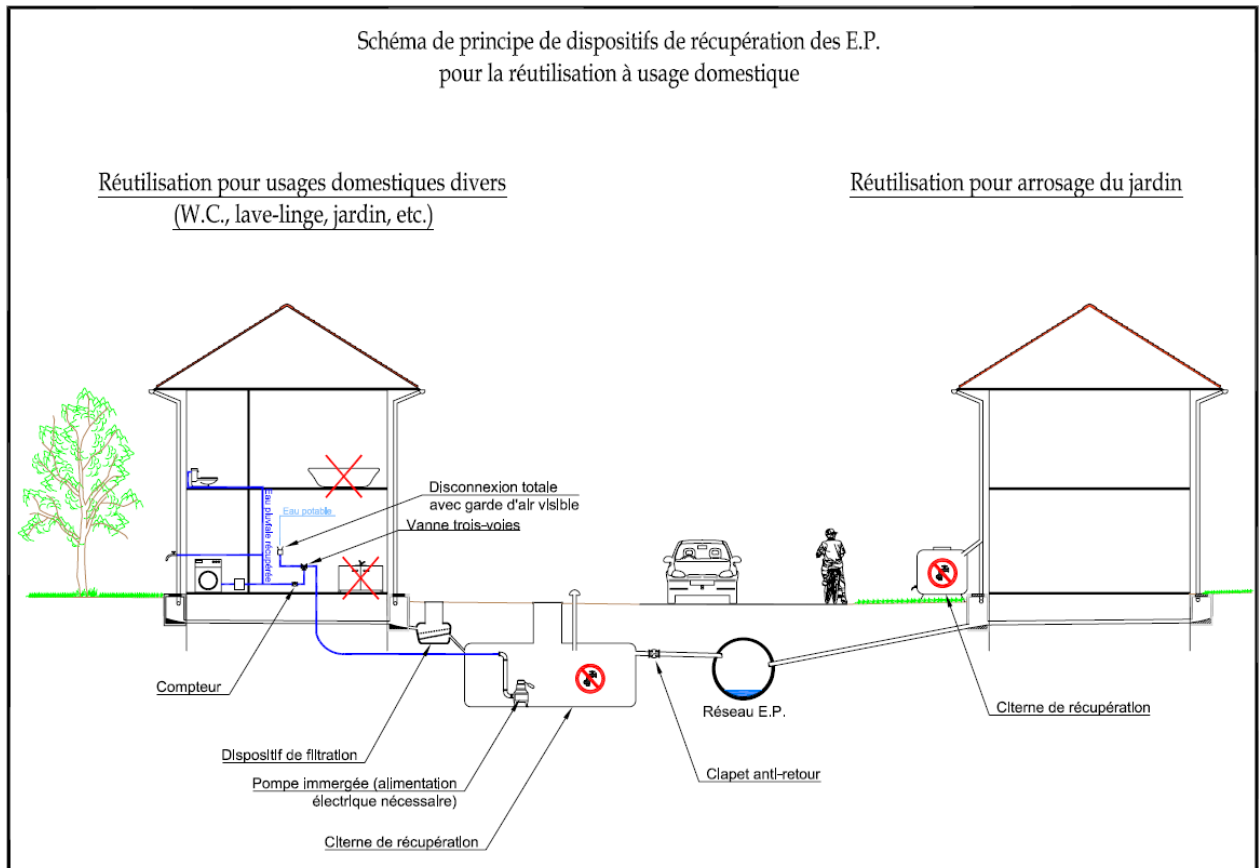 Schéma de principe de dispositifs de récupération des E.P.
pour la réutilisation à usage domestique
Réutilisation pour usages domestiques divers
(W.C., lave-linge, jardin, etc.)
Réutilisation pour arrosage du jardin
Disconnexion totale
avec garde d'air visible
Eau potable
Vanne trois-voies
Eau pluviale récupérée
Compteur
Réseau E.P.
Citerne de récupération
Dispositif de filtration
Clapet anti-retour
Pompe immergée (alimentation
électrique nécessaire)
Citerne de récupération